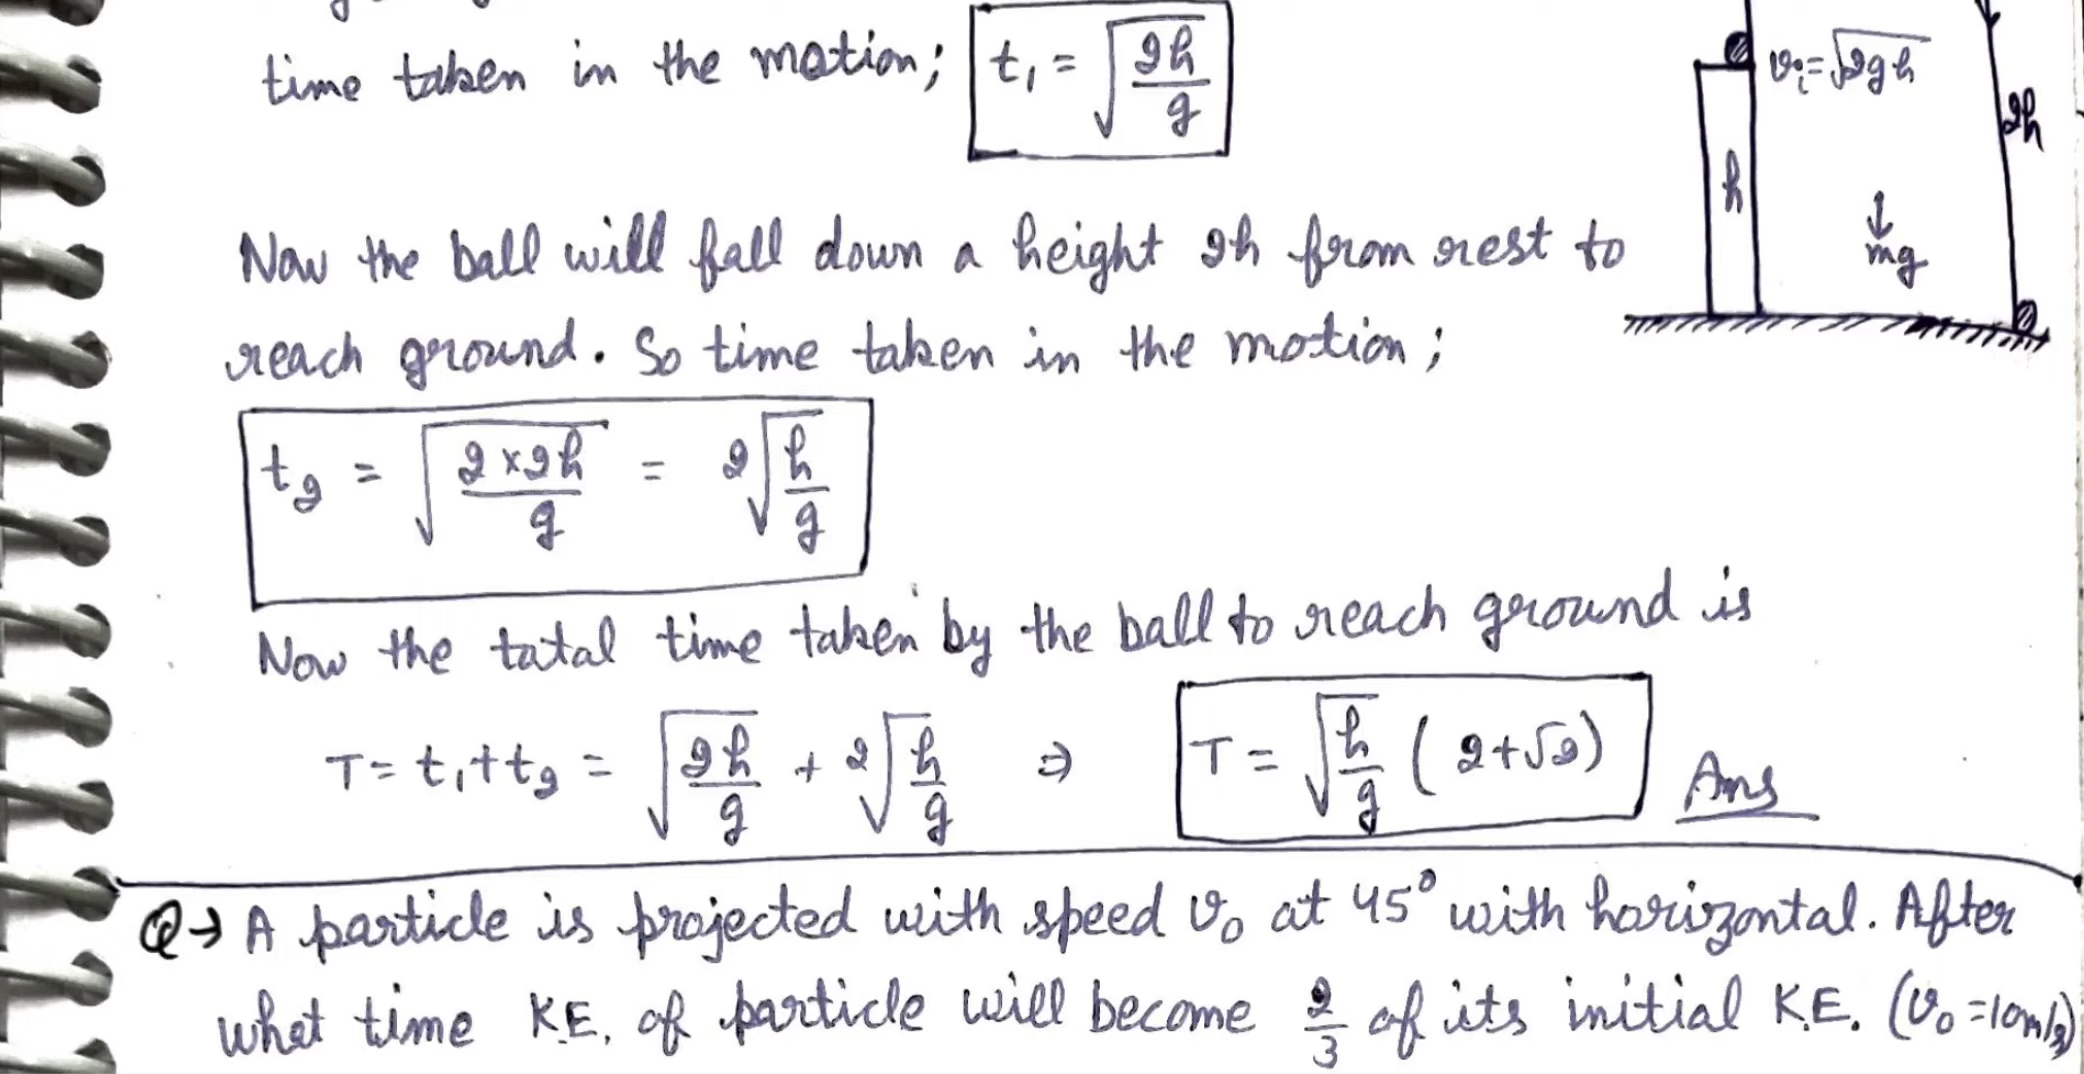 time taken in the motion; t₁ = √(2h/g)
vᵢ = √2gh
2h
h
mg
Now the ball will fall down a height 2h from rest to
reach ground. So time taken in the motion;
t₂ = √(2×2h/g) = 2√(h/g)
Now the tatal time taken by the ball to reach ground is
T = t₁+t₂ = √(2h/g) + 2√(h/g) ⇒ T = √(h/g) (2+√2) Ans
Q→ A particle is projected with speed v₀ at 45° with horizontal. After
what time K.E. of particle will become 2/3 of its initial K.E. (v₀ = 10m/s)